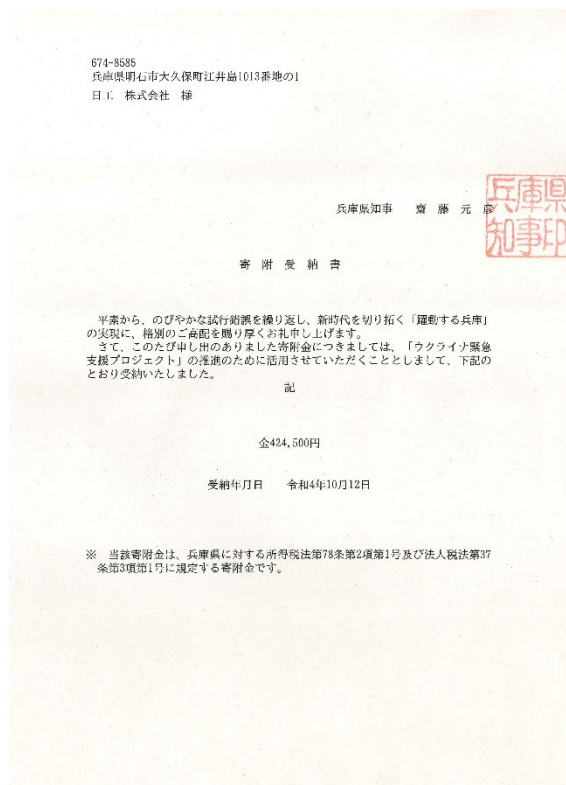 674-8585
兵庫県明石市大久保町江井島1013番地の1
日工 株式会社 様
兵庫県知事 齋 藤 元 彦
兵庫県
知事印
寄 附 受 納 書
平素から、のびやかな試行錯誤を繰り返し、新時代を切り拓く「躍動する兵庫」
の実現に、格別のご高配を賜り厚くお礼申し上げます。
さて、このたび申し出のありました寄附金につきましては、「ウクライナ緊急
支援プロジェクト」の推進のために活用させていただくこととしまして、下記の
とおり受納いたしました。
記
金424,500円
受納年月日 令和4年10月12日
※ 当該寄附金は、兵庫県に対する所得税法第78条第2項第1号及び法人税法第37
条第3項第1号に規定する寄附金です。